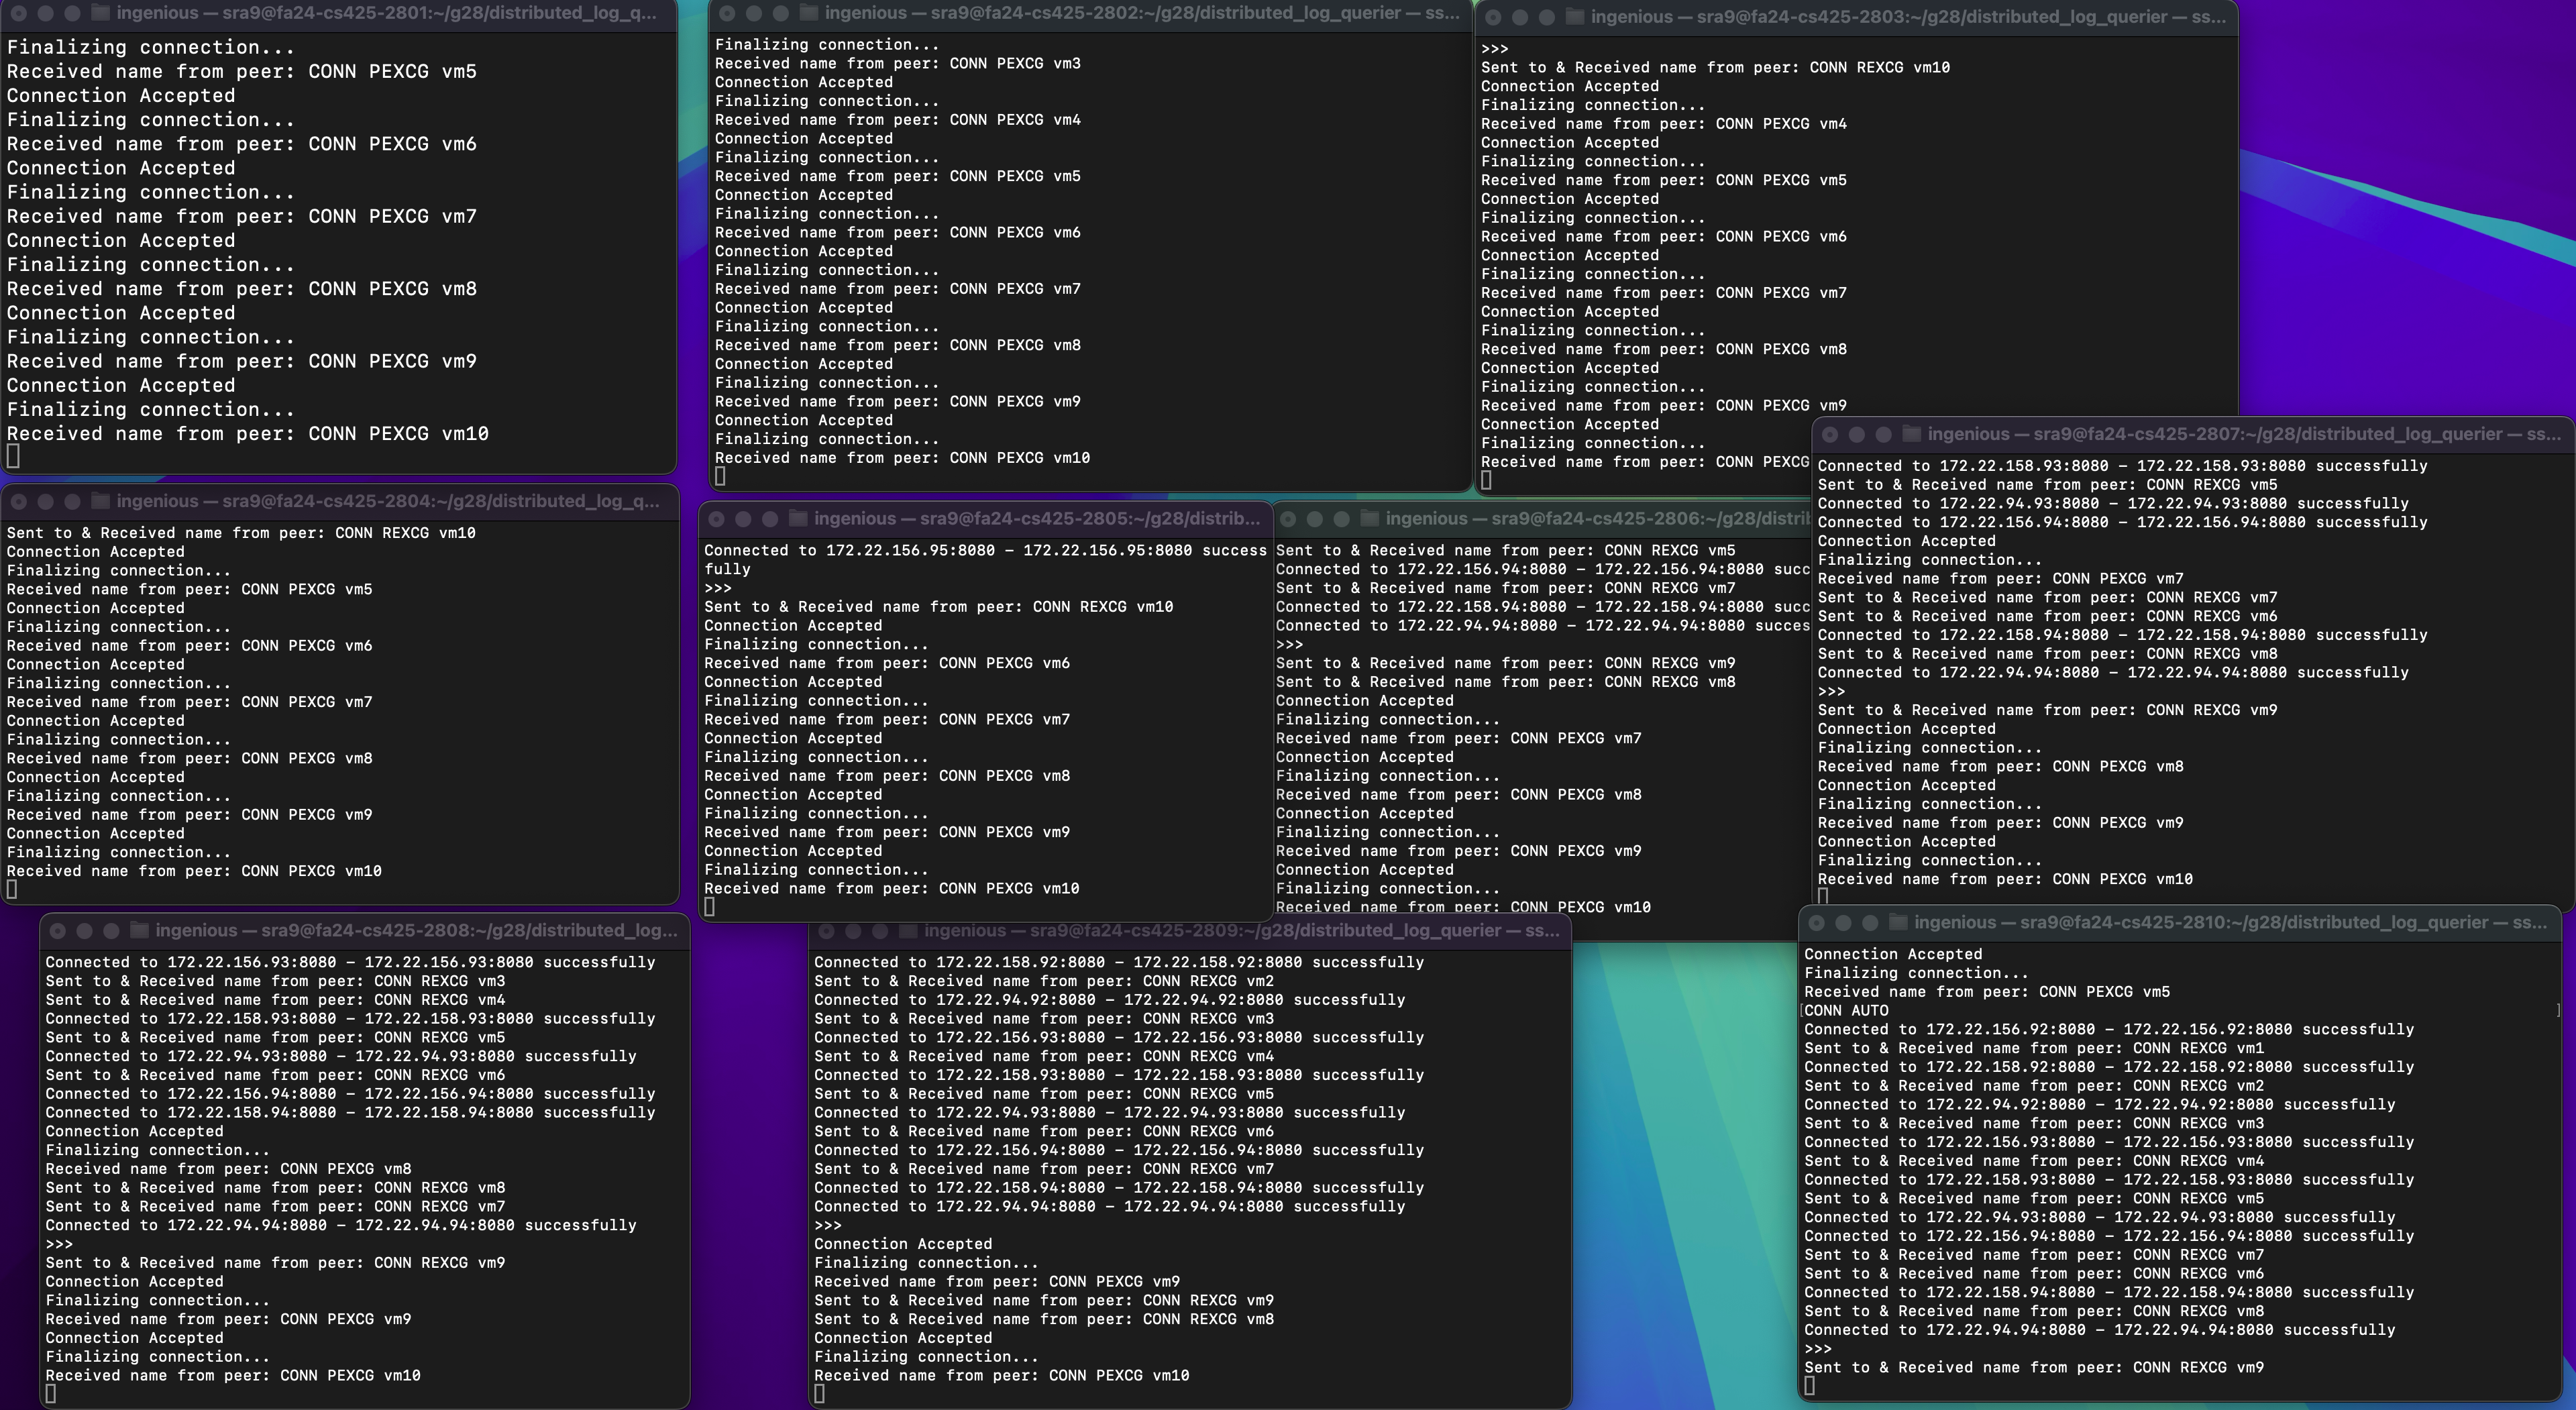 ingenious — sra9@fa24-cs425-2801:~/g28/distributed_log_q...
Finalizing connection...
Received name from peer: CONN PEXCG vm5
Connection Accepted
Finalizing connection...
Received name from peer: CONN PEXCG vm6
Connection Accepted
Finalizing connection...
Received name from peer: CONN PEXCG vm7
Connection Accepted
Finalizing connection...
Received name from peer: CONN PEXCG vm8
Connection Accepted
Finalizing connection...
Received name from peer: CONN PEXCG vm9
Connection Accepted
Finalizing connection...
Received name from peer: CONN PEXCG vm10
ingenious — sra9@fa24-cs425-2802:~/g28/distributed_log_querier — ss...
Finalizing connection...
Received name from peer: CONN PEXCG vm3
Connection Accepted
Finalizing connection...
Received name from peer: CONN PEXCG vm4
Connection Accepted
Finalizing connection...
Received name from peer: CONN PEXCG vm5
Connection Accepted
Finalizing connection...
Received name from peer: CONN PEXCG vm6
Connection Accepted
Finalizing connection...
Received name from peer: CONN PEXCG vm7
Connection Accepted
Finalizing connection...
Received name from peer: CONN PEXCG vm8
Connection Accepted
Finalizing connection...
Received name from peer: CONN PEXCG vm9
Connection Accepted
Finalizing connection...
Received name from peer: CONN PEXCG vm10
ingenious — sra9@fa24-cs425-2803:~/g28/distributed_log_querier — ss...
>>>
Sent to & Received name from peer: CONN REXCG vm10
Connection Accepted
Finalizing connection...
Received name from peer: CONN PEXCG vm4
Connection Accepted
Finalizing connection...
Received name from peer: CONN PEXCG vm5
Connection Accepted
Finalizing connection...
Received name from peer: CONN PEXCG vm6
Connection Accepted
Finalizing connection...
Received name from peer: CONN PEXCG vm7
Connection Accepted
Finalizing connection...
Received name from peer: CONN PEXCG vm8
Connection Accepted
Finalizing connection...
Received name from peer: CONN PEXCG vm9
Connection Accepted
Finalizing connection...
Received name from peer: CONN PEXCG
ingenious — sra9@fa24-cs425-2804:~/g28/distributed_log_q...
Sent to & Received name from peer: CONN REXCG vm10
Connection Accepted
Finalizing connection...
Received name from peer: CONN PEXCG vm5
Connection Accepted
Finalizing connection...
Received name from peer: CONN PEXCG vm6
Connection Accepted
Finalizing connection...
Received name from peer: CONN PEXCG vm7
Connection Accepted
Finalizing connection...
Received name from peer: CONN PEXCG vm8
Connection Accepted
Finalizing connection...
Received name from peer: CONN PEXCG vm9
Connection Accepted
Finalizing connection...
Received name from peer: CONN PEXCG vm10
ingenious — sra9@fa24-cs425-2805:~/g28/distrib...
Connected to 172.22.156.95:8080 – 172.22.156.95:8080 success
fully
>>>
Sent to & Received name from peer: CONN REXCG vm10
Connection Accepted
Finalizing connection...
Received name from peer: CONN PEXCG vm6
Connection Accepted
Finalizing connection...
Received name from peer: CONN PEXCG vm7
Connection Accepted
Finalizing connection...
Received name from peer: CONN PEXCG vm8
Connection Accepted
Finalizing connection...
Received name from peer: CONN PEXCG vm9
Connection Accepted
Finalizing connection...
Received name from peer: CONN PEXCG vm10
ingenious — sra9@fa24-cs425-2806:~/g28/distrib
Sent to & Received name from peer: CONN REXCG vm5
Connected to 172.22.156.94:8080 – 172.22.156.94:8080 succ
Sent to & Received name from peer: CONN REXCG vm7
Connected to 172.22.158.94:8080 – 172.22.158.94:8080 succ
Connected to 172.22.94.94:8080 – 172.22.94.94:8080 succes
>>>
Sent to & Received name from peer: CONN REXCG vm9
Sent to & Received name from peer: CONN REXCG vm8
Connection Accepted
Finalizing connection...
Received name from peer: CONN PEXCG vm7
Connection Accepted
Finalizing connection...
Received name from peer: CONN PEXCG vm8
Connection Accepted
Finalizing connection...
Received name from peer: CONN PEXCG vm9
Connection Accepted
Finalizing connection...
Received name from peer: CONN PEXCG vm10
ingenious — sra9@fa24-cs425-2807:~/g28/distributed_log_querier — ss...
Connected to 172.22.158.93:8080 – 172.22.158.93:8080 successfully
Sent to & Received name from peer: CONN REXCG vm5
Connected to 172.22.94.93:8080 – 172.22.94.93:8080 successfully
Connected to 172.22.156.94:8080 – 172.22.156.94:8080 successfully
Connection Accepted
Finalizing connection...
Received name from peer: CONN PEXCG vm7
Sent to & Received name from peer: CONN REXCG vm7
Sent to & Received name from peer: CONN REXCG vm6
Connected to 172.22.158.94:8080 – 172.22.158.94:8080 successfully
Sent to & Received name from peer: CONN REXCG vm8
Connected to 172.22.94.94:8080 – 172.22.94.94:8080 successfully
>>>
Sent to & Received name from peer: CONN REXCG vm9
Connection Accepted
Finalizing connection...
Received name from peer: CONN PEXCG vm8
Connection Accepted
Finalizing connection...
Received name from peer: CONN PEXCG vm9
Connection Accepted
Finalizing connection...
Received name from peer: CONN PEXCG vm10
ingenious — sra9@fa24-cs425-2808:~/g28/distributed_log...
Connected to 172.22.156.93:8080 – 172.22.156.93:8080 successfully
Sent to & Received name from peer: CONN REXCG vm3
Sent to & Received name from peer: CONN REXCG vm4
Connected to 172.22.158.93:8080 – 172.22.158.93:8080 successfully
Sent to & Received name from peer: CONN REXCG vm5
Connected to 172.22.94.93:8080 – 172.22.94.93:8080 successfully
Sent to & Received name from peer: CONN REXCG vm6
Connected to 172.22.156.94:8080 – 172.22.156.94:8080 successfully
Connected to 172.22.158.94:8080 – 172.22.158.94:8080 successfully
Connection Accepted
Finalizing connection...
Received name from peer: CONN PEXCG vm8
Sent to & Received name from peer: CONN REXCG vm8
Sent to & Received name from peer: CONN REXCG vm7
Connected to 172.22.94.94:8080 – 172.22.94.94:8080 successfully
>>>
Sent to & Received name from peer: CONN REXCG vm9
Connection Accepted
Finalizing connection...
Received name from peer: CONN PEXCG vm9
Connection Accepted
Finalizing connection...
Received name from peer: CONN PEXCG vm10
ingenious — sra9@fa24-cs425-2809:~/g28/distributed_log_querier — ss...
Connected to 172.22.158.92:8080 – 172.22.158.92:8080 successfully
Sent to & Received name from peer: CONN REXCG vm2
Connected to 172.22.94.92:8080 – 172.22.94.92:8080 successfully
Sent to & Received name from peer: CONN REXCG vm3
Connected to 172.22.156.93:8080 – 172.22.156.93:8080 successfully
Sent to & Received name from peer: CONN REXCG vm4
Connected to 172.22.158.93:8080 – 172.22.158.93:8080 successfully
Sent to & Received name from peer: CONN REXCG vm5
Connected to 172.22.94.93:8080 – 172.22.94.93:8080 successfully
Sent to & Received name from peer: CONN REXCG vm6
Connected to 172.22.156.94:8080 – 172.22.156.94:8080 successfully
Sent to & Received name from peer: CONN REXCG vm7
Connected to 172.22.158.94:8080 – 172.22.158.94:8080 successfully
Connected to 172.22.94.94:8080 – 172.22.94.94:8080 successfully
>>>
Connection Accepted
Finalizing connection...
Received name from peer: CONN PEXCG vm9
Sent to & Received name from peer: CONN REXCG vm9
Sent to & Received name from peer: CONN REXCG vm8
Connection Accepted
Finalizing connection...
Received name from peer: CONN PEXCG vm10
ingenious — sra9@fa24-cs425-2810:~/g28/distributed_log_querier — ss...
Connection Accepted
Finalizing connection...
Received name from peer: CONN PEXCG vm5
[CONN AUTO ]
Connected to 172.22.156.92:8080 – 172.22.156.92:8080 successfully
Sent to & Received name from peer: CONN REXCG vm1
Connected to 172.22.158.92:8080 – 172.22.158.92:8080 successfully
Sent to & Received name from peer: CONN REXCG vm2
Connected to 172.22.94.92:8080 – 172.22.94.92:8080 successfully
Sent to & Received name from peer: CONN REXCG vm3
Connected to 172.22.156.93:8080 – 172.22.156.93:8080 successfully
Sent to & Received name from peer: CONN REXCG vm4
Connected to 172.22.158.93:8080 – 172.22.158.93:8080 successfully
Sent to & Received name from peer: CONN REXCG vm5
Connected to 172.22.94.93:8080 – 172.22.94.93:8080 successfully
Connected to 172.22.156.94:8080 – 172.22.156.94:8080 successfully
Sent to & Received name from peer: CONN REXCG vm7
Sent to & Received name from peer: CONN REXCG vm6
Connected to 172.22.158.94:8080 – 172.22.158.94:8080 successfully
Sent to & Received name from peer: CONN REXCG vm8
Connected to 172.22.94.94:8080 – 172.22.94.94:8080 successfully
>>>
Sent to & Received name from peer: CONN REXCG vm9